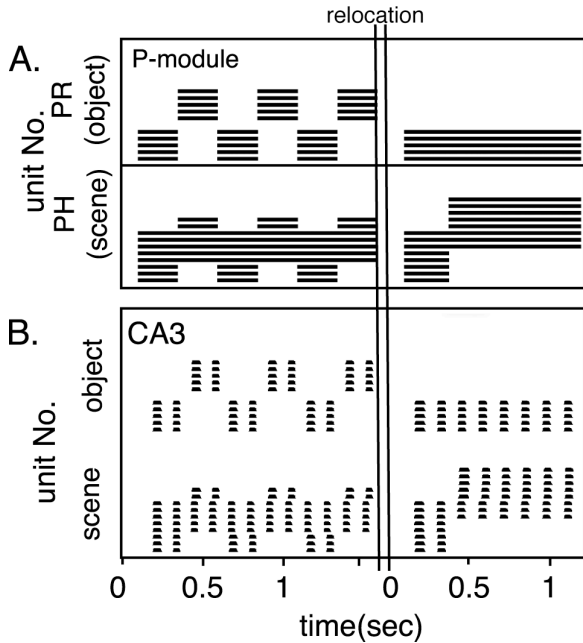 relocation
A.
P-module
PR
(object)
unit No.
PH
(scene)
B.
CA3
object
unit No.
scene
0 0.5 1 0 0.5 1
time(sec)